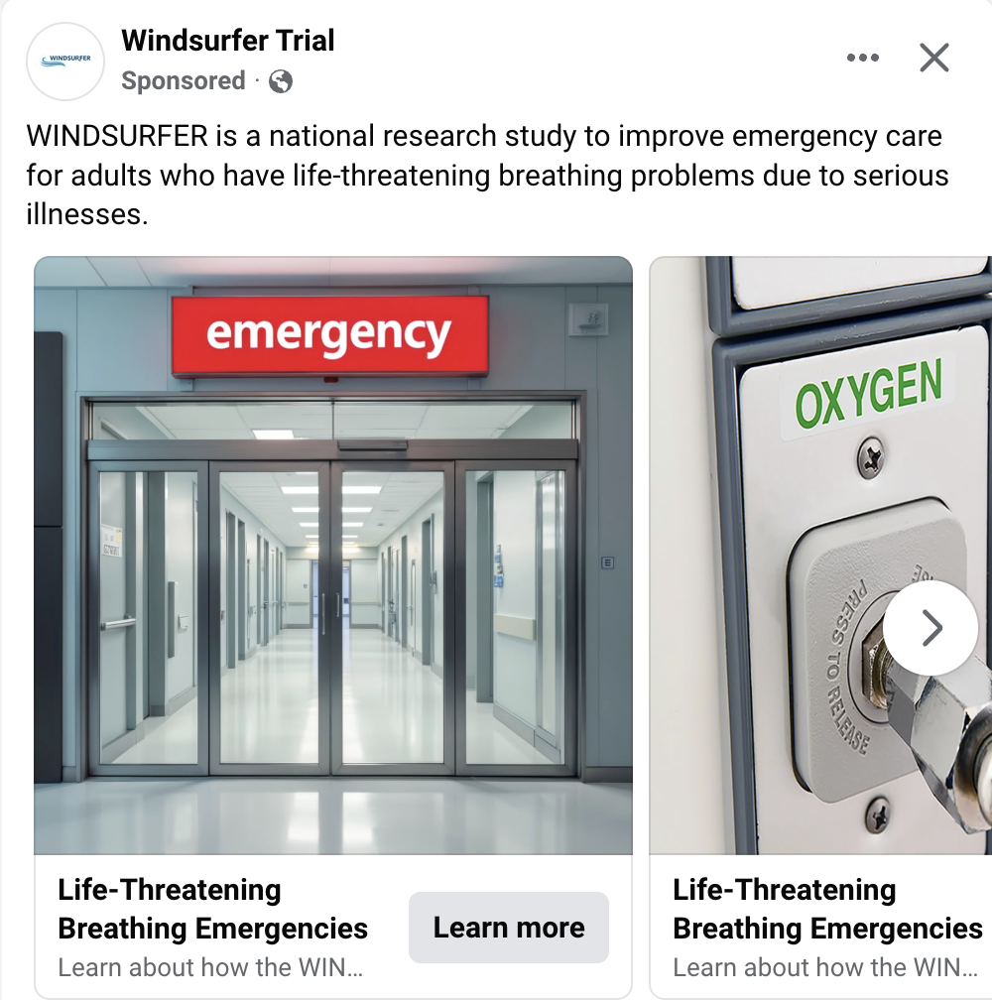 WINDSURFER
Windsurfer Trial
Sponsored ·
WINDSURFER is a national research study to improve emergency care
for adults who have life-threatening breathing problems due to serious
illnesses.
emergency
E
OXYGEN
PRESS TO RELEASE
Life-Threatening
Breathing Emergencies
Learn about how the WIN...
Learn more
Life-Threatening
Breathing Emergencies
Learn about how the WIN...